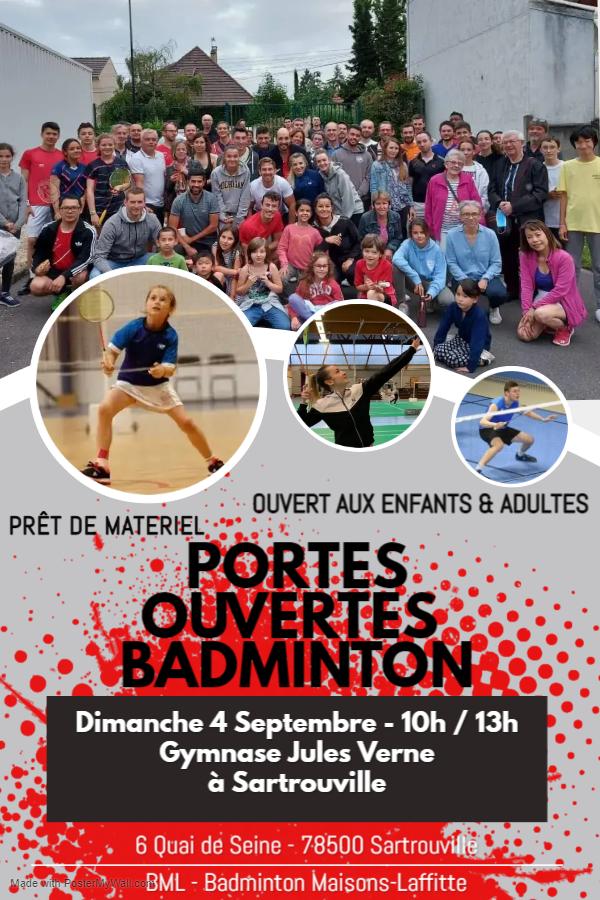 OUVERT AUX ENFANTS & ADULTES
PRÊT DE MATERIEL
PORTES
OUVERTES
BADMINTON
Dimanche 4 Septembre - 10h / 13h
Gymnase Jules Verne
à Sartrouville
6 Quai de Seine - 78500 Sartrouville
BML - Badminton Maisons-Laffitte
Made with PosterMyWall.com